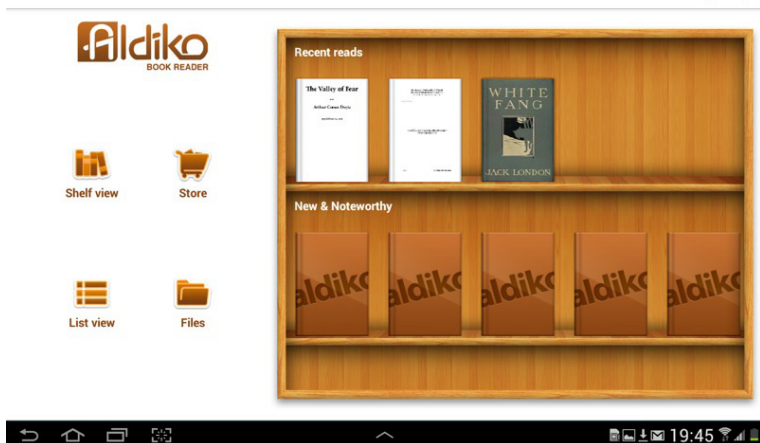 Aldiko
BOOK READER
Recent reads
The Valley of Fear
Arthur Conan Doyle
WHITE
FANG
JACK LONDON
Shelf view
Store
New & Noteworthy
aldiko
aldiko
aldiko
aldiko
aldiko
List view
Files
19:45